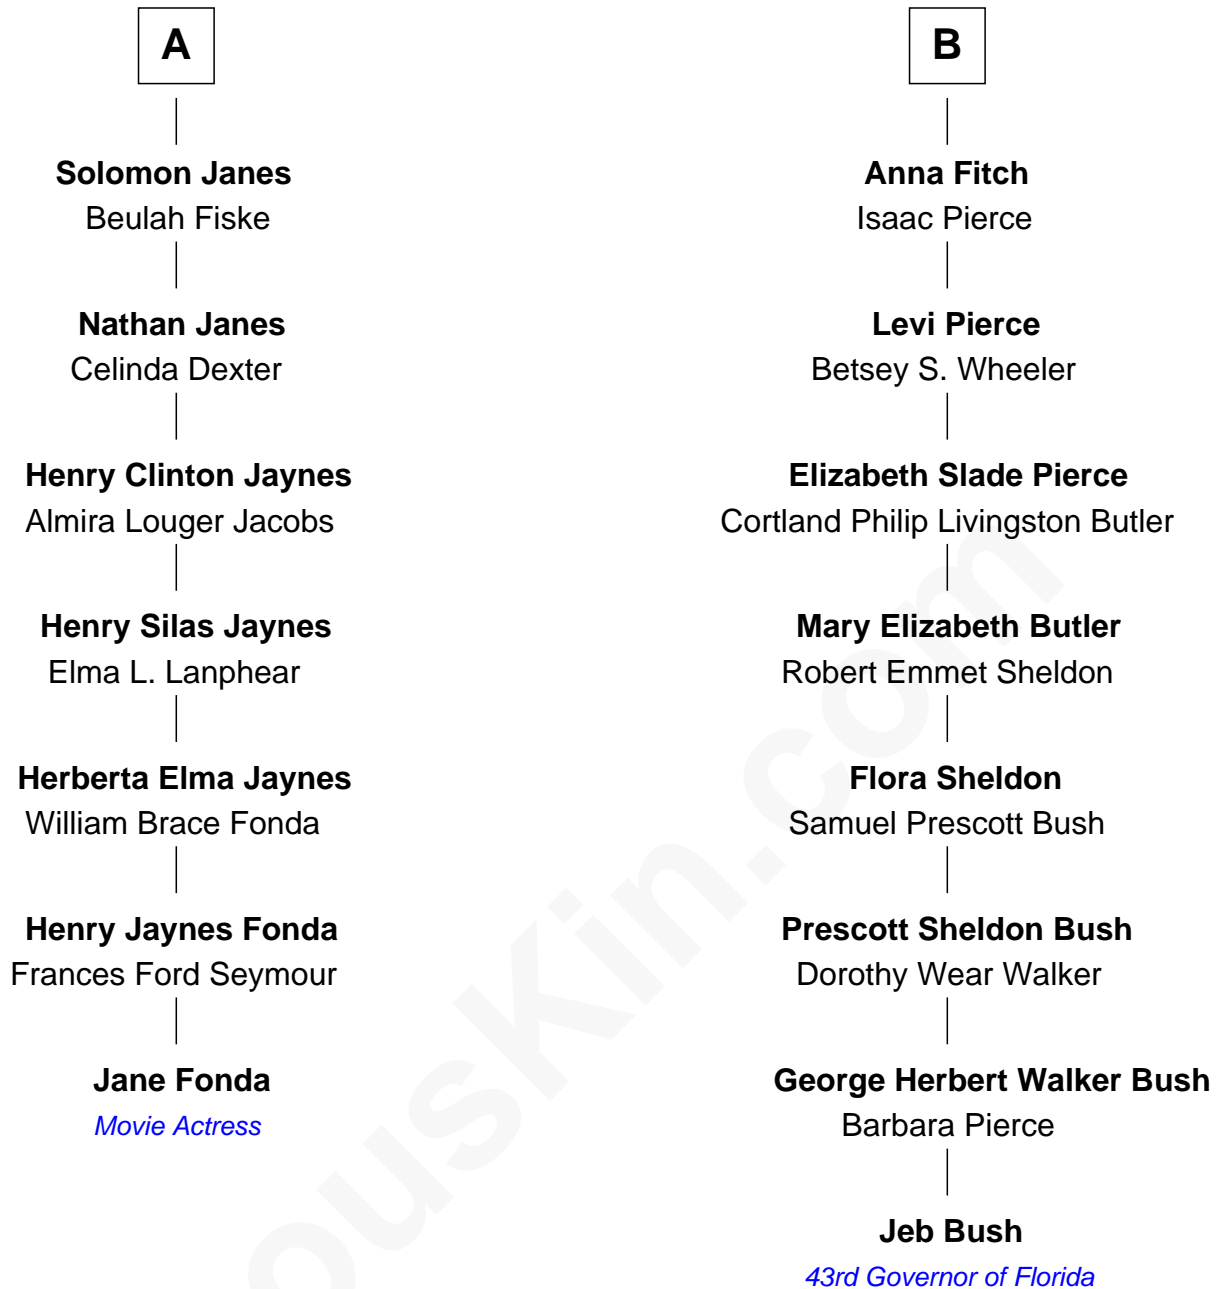 A
Solomon Janes
Beulah Fiske
Nathan Janes
Celinda Dexter
Henry Clinton Jaynes
Almira Louger Jacobs
Henry Silas Jaynes
Elma L. Lanphear
Herberta Elma Jaynes
William Brace Fonda
Henry Jaynes Fonda
Frances Ford Seymour
Jane Fonda
Movie Actress
B
Anna Fitch
Isaac Pierce
Levi Pierce
Betsey S. Wheeler
Elizabeth Slade Pierce
Cortland Philip Livingston Butler
Mary Elizabeth Butler
Robert Emmet Sheldon
Flora Sheldon
Samuel Prescott Bush
Prescott Sheldon Bush
Dorothy Wear Walker
George Herbert Walker Bush
Barbara Pierce
Jeb Bush
43rd Governor of Florida
ousKin.com